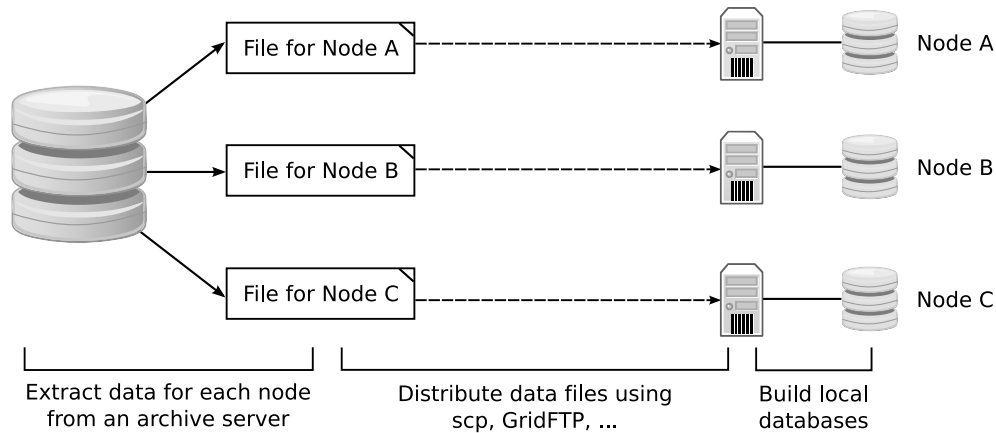 File for Node A
Node A
File for Node B
Node B
File for Node C
Node C
Extract data for each node
from an archive server
Distribute data files using
scp, GridFTP, ...
Build local
databases